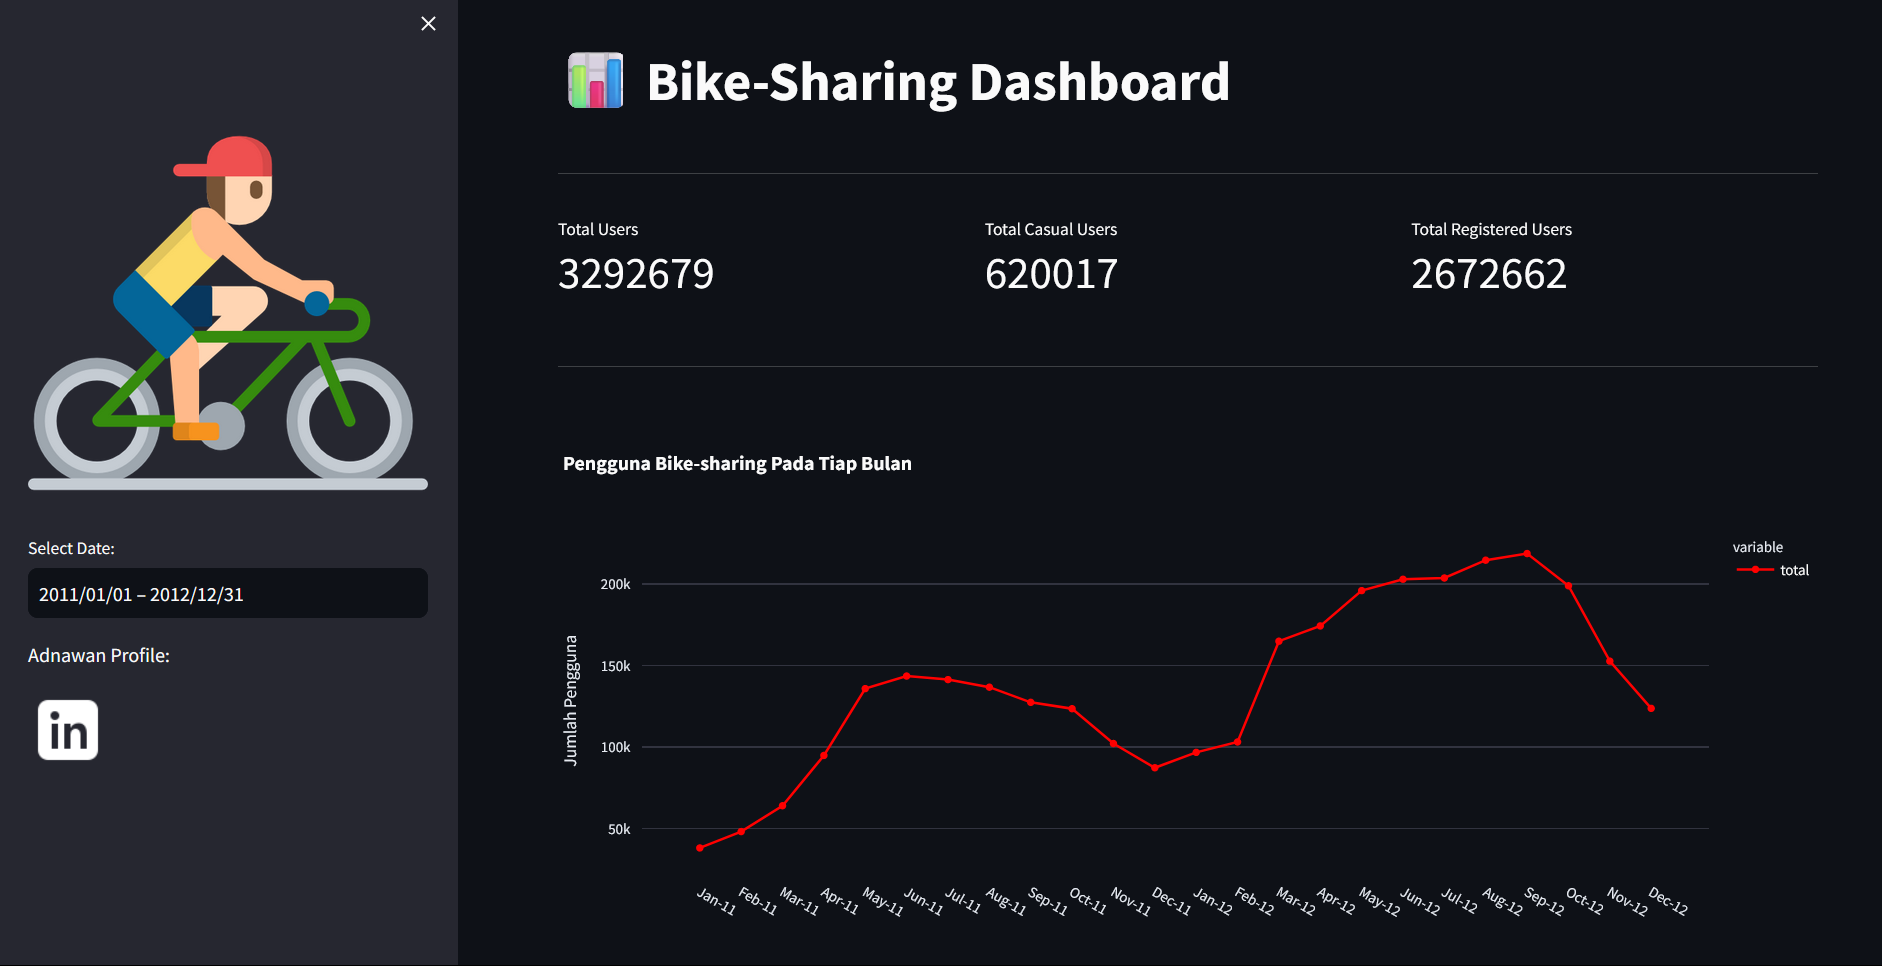 Bike-Sharing Dashboard
Total Users
3292679
Total Casual Users
620017
Total Registered Users
2672662
Select Date:
2011/01/01 – 2012/12/31
Adnawan Profile:
in
Pengguna Bike-sharing Pada Tiap Bulan
variable
total
Jumlah Pengguna
200k
150k
100k
50k
Jan-11
Feb-11
Mar-11
Apr-11
May-11
Jun-11
Jul-11
Aug-11
Sep-11
Oct-11
Nov-11
Dec-11
Jan-12
Feb-12
Mar-12
Apr-12
May-12
Jun-12
Jul-12
Aug-12
Sep-12
Oct-12
Nov-12
Dec-12